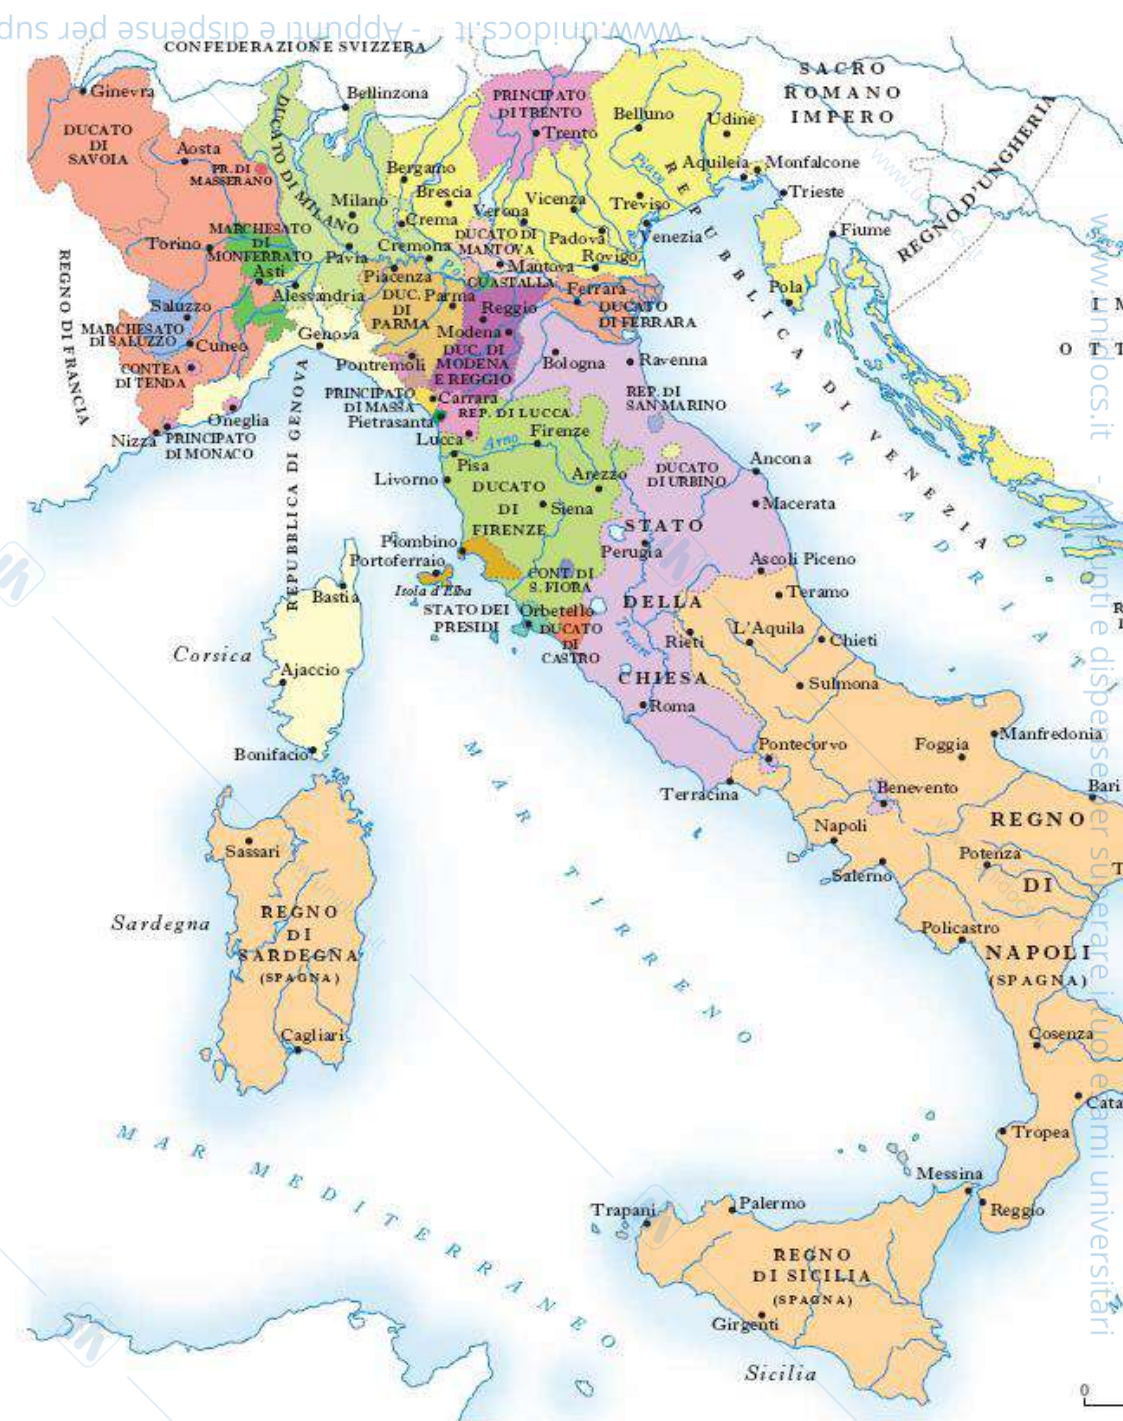 www.unidocs.it - Appunti e dispense per sup
CONFEDERAZIONE SVIZZERA
SACRO
ROMANO
IMPERO
REGNO D'UNGHERIA
Ginevra
DUCATO
DI
SAVOIA
Aosta
PR. DI
MASSERANO
DUCATO DI MILANO
Bellinzona
PRINCIPATO
DI TRENTO
Trento
Belluno
Udine
Piave
Aquileia
Monfalcone
Trieste
Fiume
Pola
Bergamo
Brescia
Milano
Crema
Verona
Vicenza
Treviso
Padova
Venezia
Rovigo
REPUBBLICA DI VENEZIA
MARCHESATO
DI
MONFERRATO
Torino
Asti
Pavia
Cremona
DUCATO DI
MANTOVA
Mantova
Po
GUASTALLA
Piacenza
Alessandria
DUC.
DI
PARMA
Parma
Reggio
Ferrara
DUCATO
DI FERRARA
Saluzzo
MARCHESATO
DI SALUZZO
Cuneo
CONTEA
DI TENDA
Genova
Modena
DUC. DI
MODENA
E REGGIO
Pontremoli
Bologna
Ravenna
REGNO DI FRANCIA
REPUBBLICA DI GENOVA
PRINCIPATO
DI MASSA
Carrara
Pietrasanta
REP. DI LUCCA
Lucca
REP. DI
SAN MARINO
Oneglia
Nizza
PRINCIPATO
DI MONACO
Arno
Firenze
Pisa
Livorno
DUCATO
DI
FIRENZE
Arezzo
Siena
DUCATO
DI URBINO
Ancona
Macerata
STATO
DELLA
CHIESA
Perugia
Ascoli Piceno
Piombino
Portoferraio
Isola d'Elba
CONT. DI
S. FIORA
STATO DEI
PRESIDI
Orbetello
DUCATO
DI
CASTRO
Tevere
Teramo
Rieti
L'Aquila
Chieti
Sulmona
Roma
Bastia
Corsica
Ajaccio
Bonifacio
Pontecorvo
Terracina
Foggia
Manfredonia
Benevento
Bari
Napoli
Salerno
Potenza
Policastro
REGNO
DI
NAPOLI
(SPAGNA)
Cosenza
Cata
Tropea
Reggio
Sassari
Sardegna
REGNO
DI
SARDEGNA
(SPAGNA)
Cagliari
MAR ADRIATI
MAR TIRRENO
MAR MEDITERRANEO
Messina
Palermo
Trapani
REGNO
DI SICILIA
(SPAGNA)
Girgenti
Sicilia
I M
O T T
R
T
0
www.unidocs.it - Appunti e dispense per superare i tuoi esami universitari